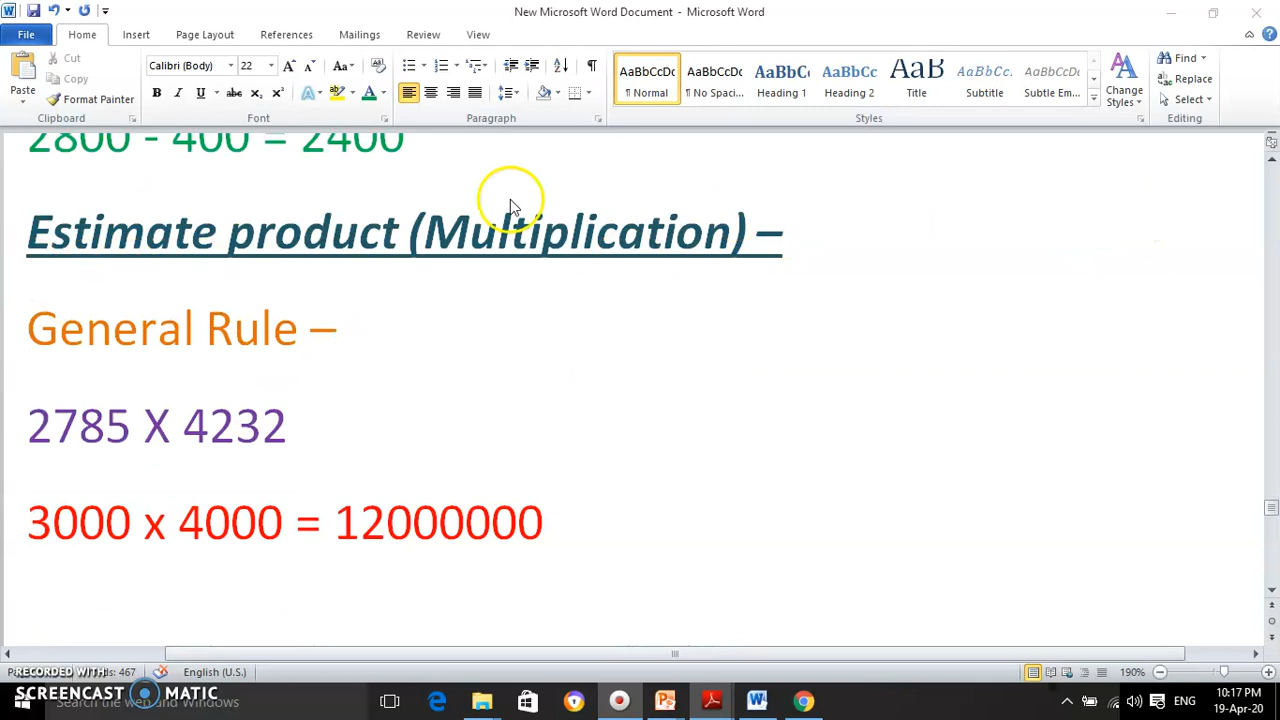 New Microsoft Word Document - Microsoft Word
File Home Insert Page Layout References Mailings Review View
Cut
Copy
Format Painter
Paste
Clipboard
Calibri (Body) 22
Font
Paragraph
AaBbCcDc AaBbCcDc AaBbCc AaBbCc AaB AaBbCcL AaBbCcDc
¶ Normal ¶ No Spaci... Heading 1 Heading 2 Title Subtitle Subtle Em...
Change
Styles
Styles
Find
Replace
Select
Editing
2800 - 400 = 2400
Estimate product (Multiplication) –
General Rule –
2785 X 4232
3000 x 4000 = 12000000
RECORDED WITH
SCREENCAST MATIC
: 467 English (U.S.)
190%
Search the web and Windows
ENG
10:17 PM
19-Apr-20